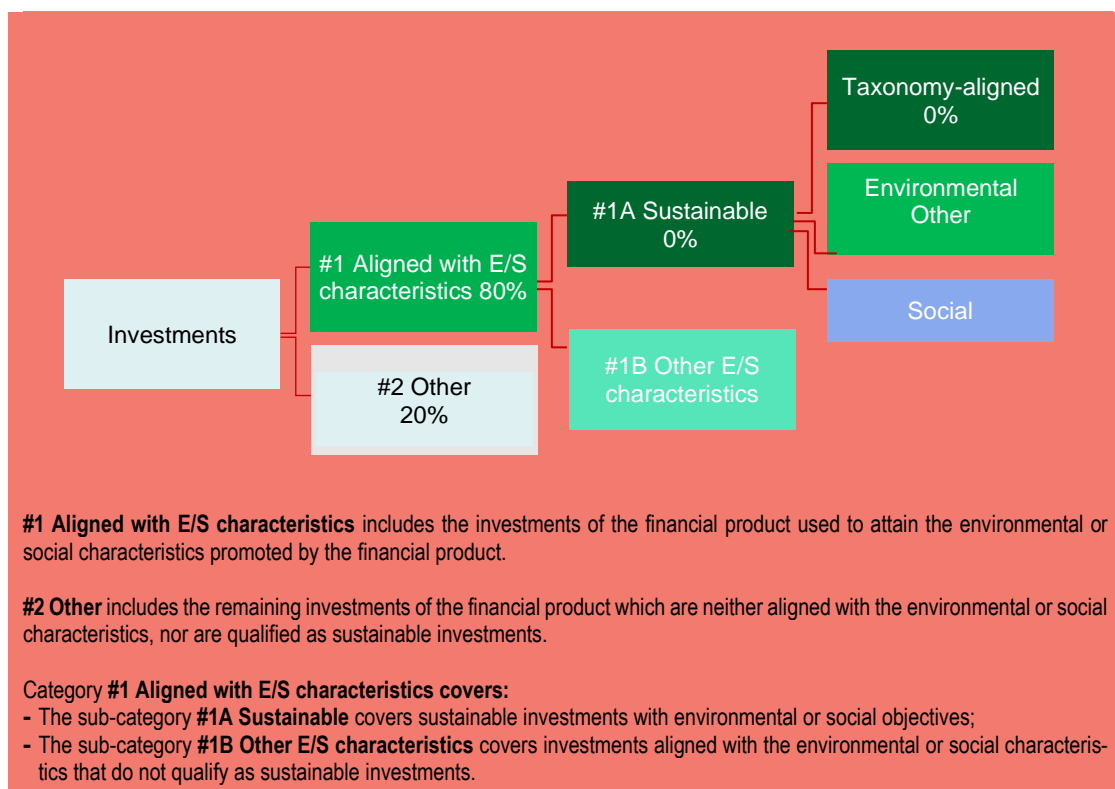 Investments
#1 Aligned with E/S
characteristics 80%
#2 Other
20%
#1A Sustainable
0%
#1B Other E/S
characteristics
Taxonomy-aligned
0%
Environmental
Other
Social
#1 Aligned with E/S characteristics includes the investments of the financial product used to attain the environmental or
social characteristics promoted by the financial product.
#2 Other includes the remaining investments of the financial product which are neither aligned with the environmental or social
characteristics, nor are qualified as sustainable investments.
Category #1 Aligned with E/S characteristics covers:
- The sub-category #1A Sustainable covers sustainable investments with environmental or social objectives;
- The sub-category #1B Other E/S characteristics covers investments aligned with the environmental or social characteris-
tics that do not qualify as sustainable investments.